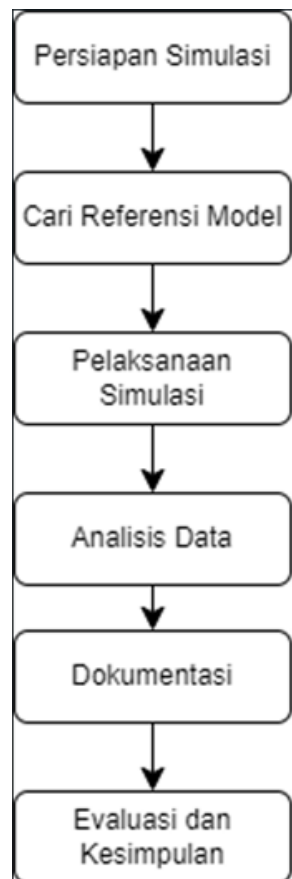 Persiapan Simulasi
Cari Referensi Model
Pelaksanaan
Simulasi
Analisis Data
Dokumentasi
Evaluasi dan
Kesimpulan